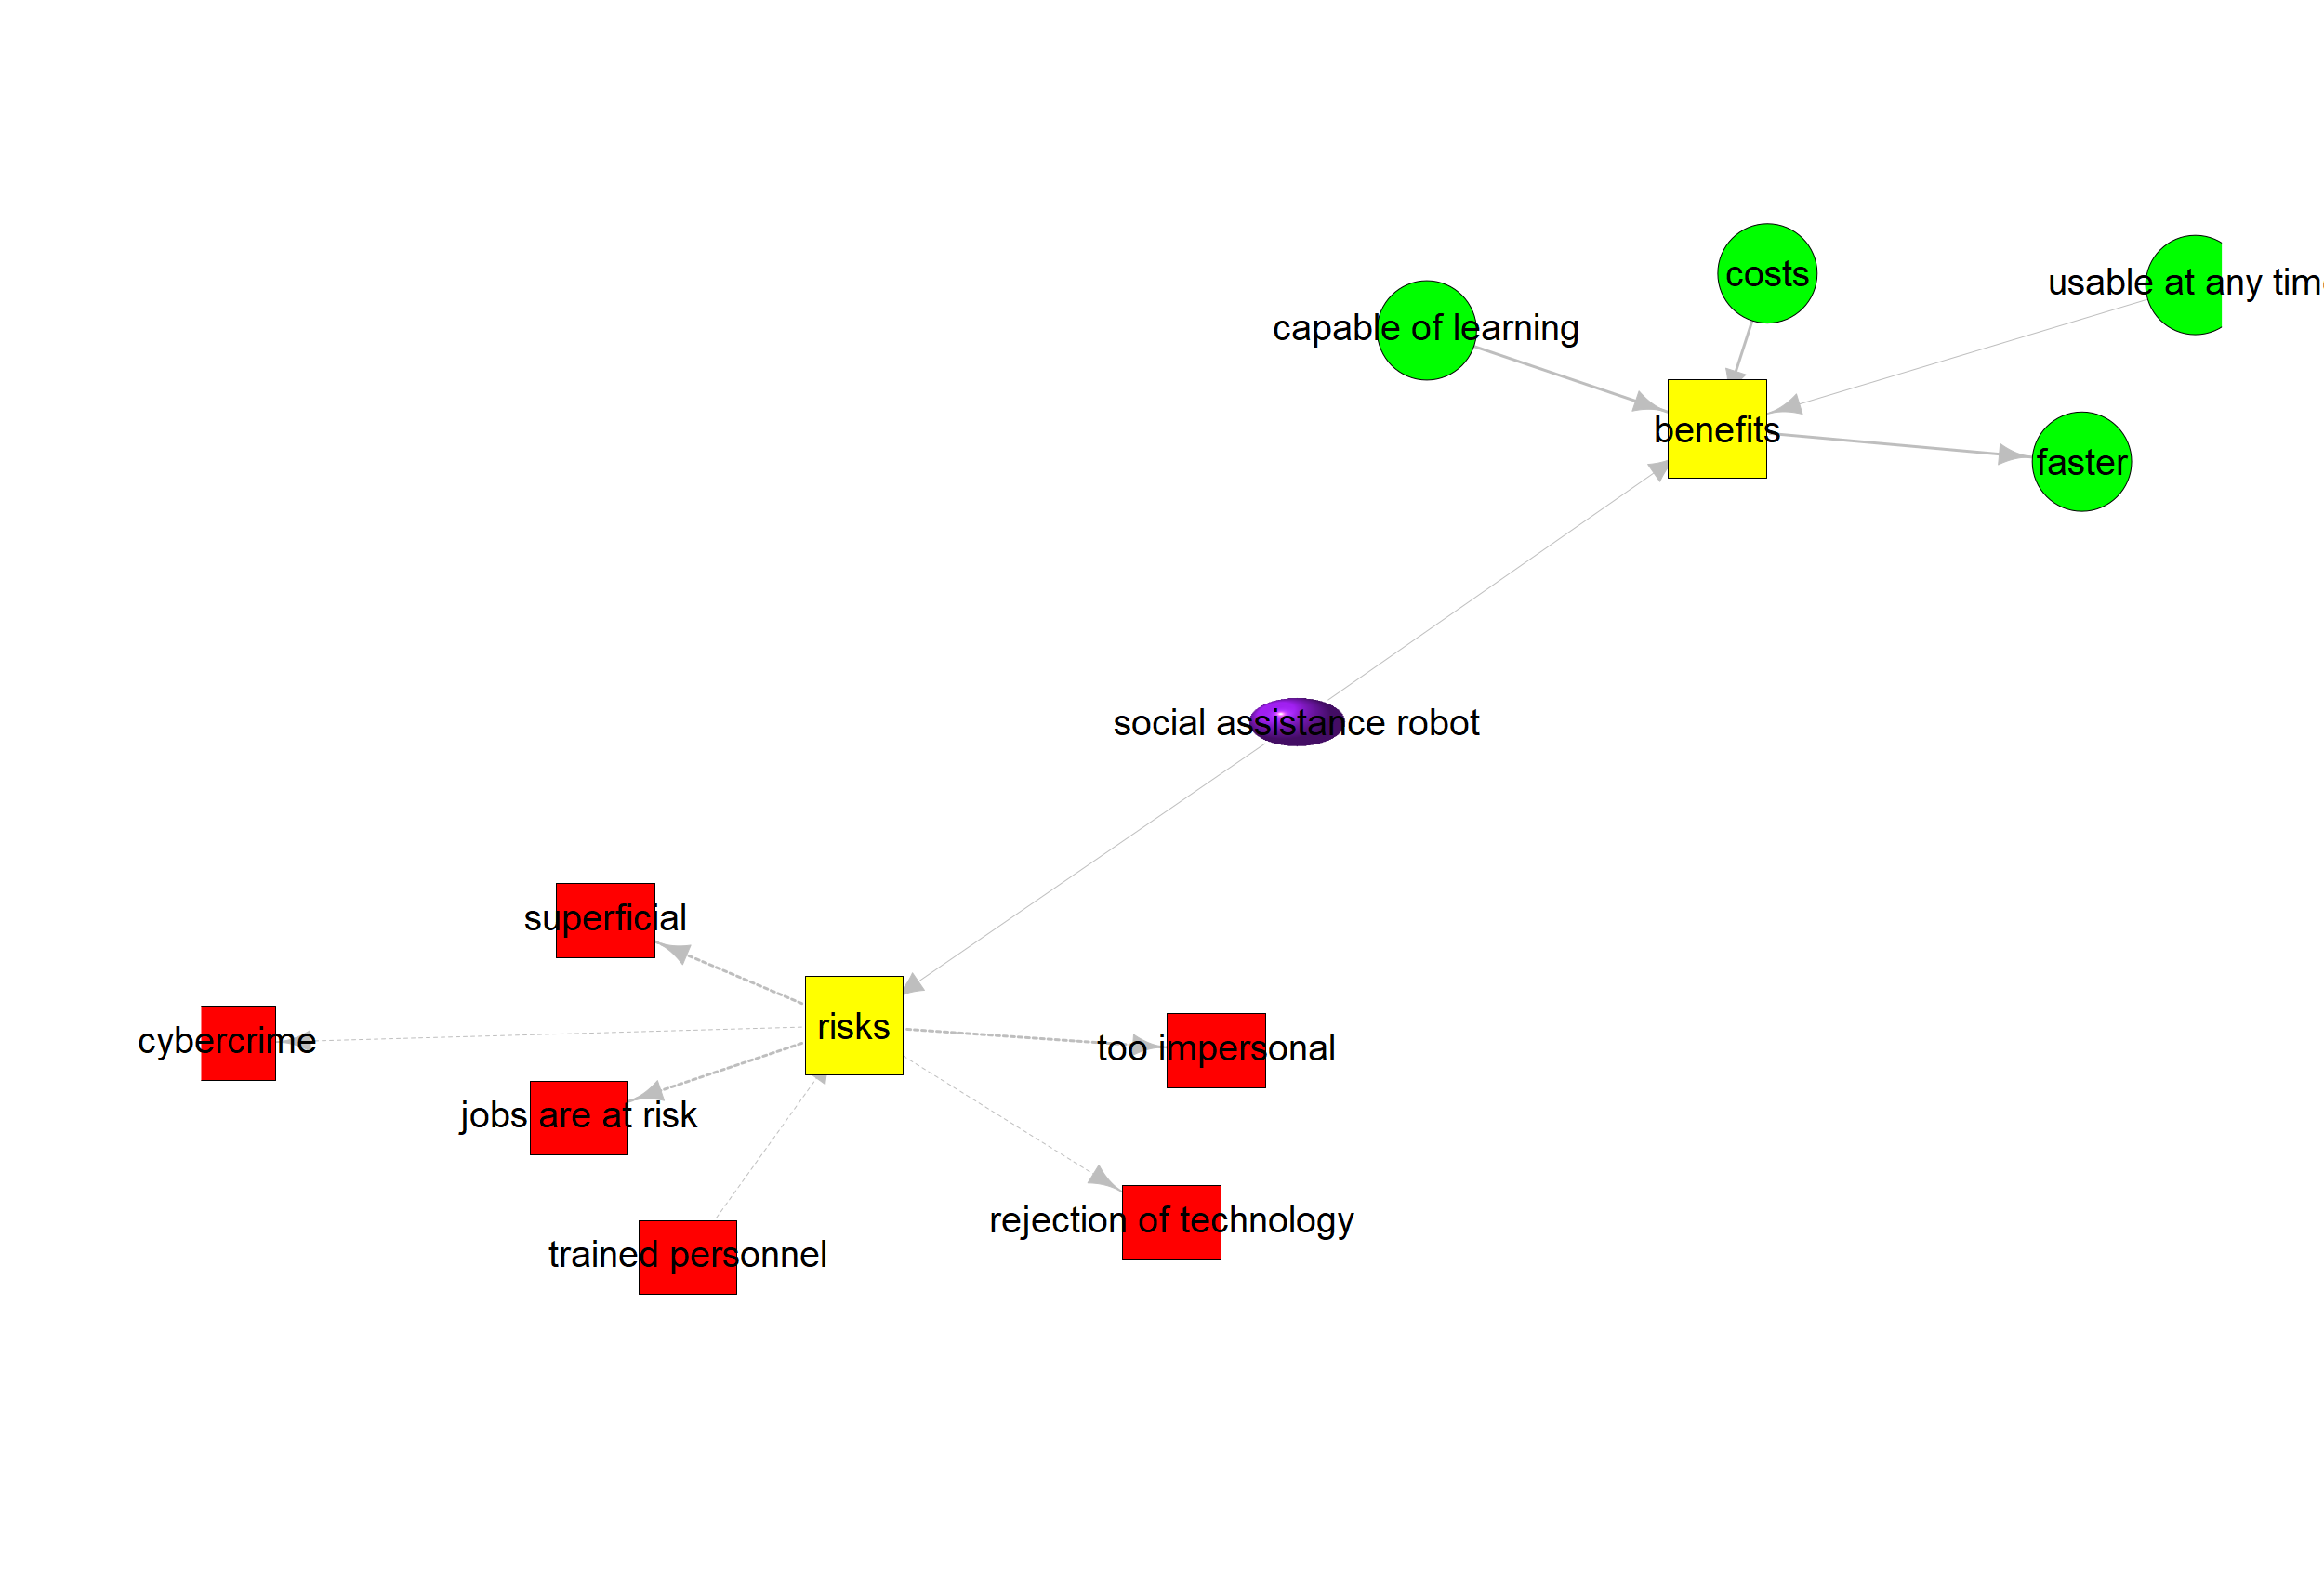 costs
usable at any tim
capable of learning
benefits
faster
social assistance robot
superficial
risks
cybercrime
too impersonal
jobs are at risk
rejection of technology
trained personnel